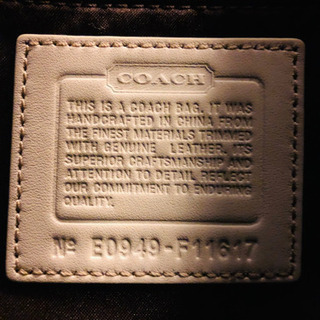 COACH
THIS IS A COACH BAG. IT WAS
HANDCRAFTED IN CHINA FROM
THE FINEST MATERIALS TRIMMED
WITH GENUINE LEATHER. ITS
SUPERIOR CRAFTSMANSHIP AND
ATTENTION TO DETAIL REFLECT
OUR COMMITMENT TO ENDURING
QUALITY.
Nº E0949-F11617